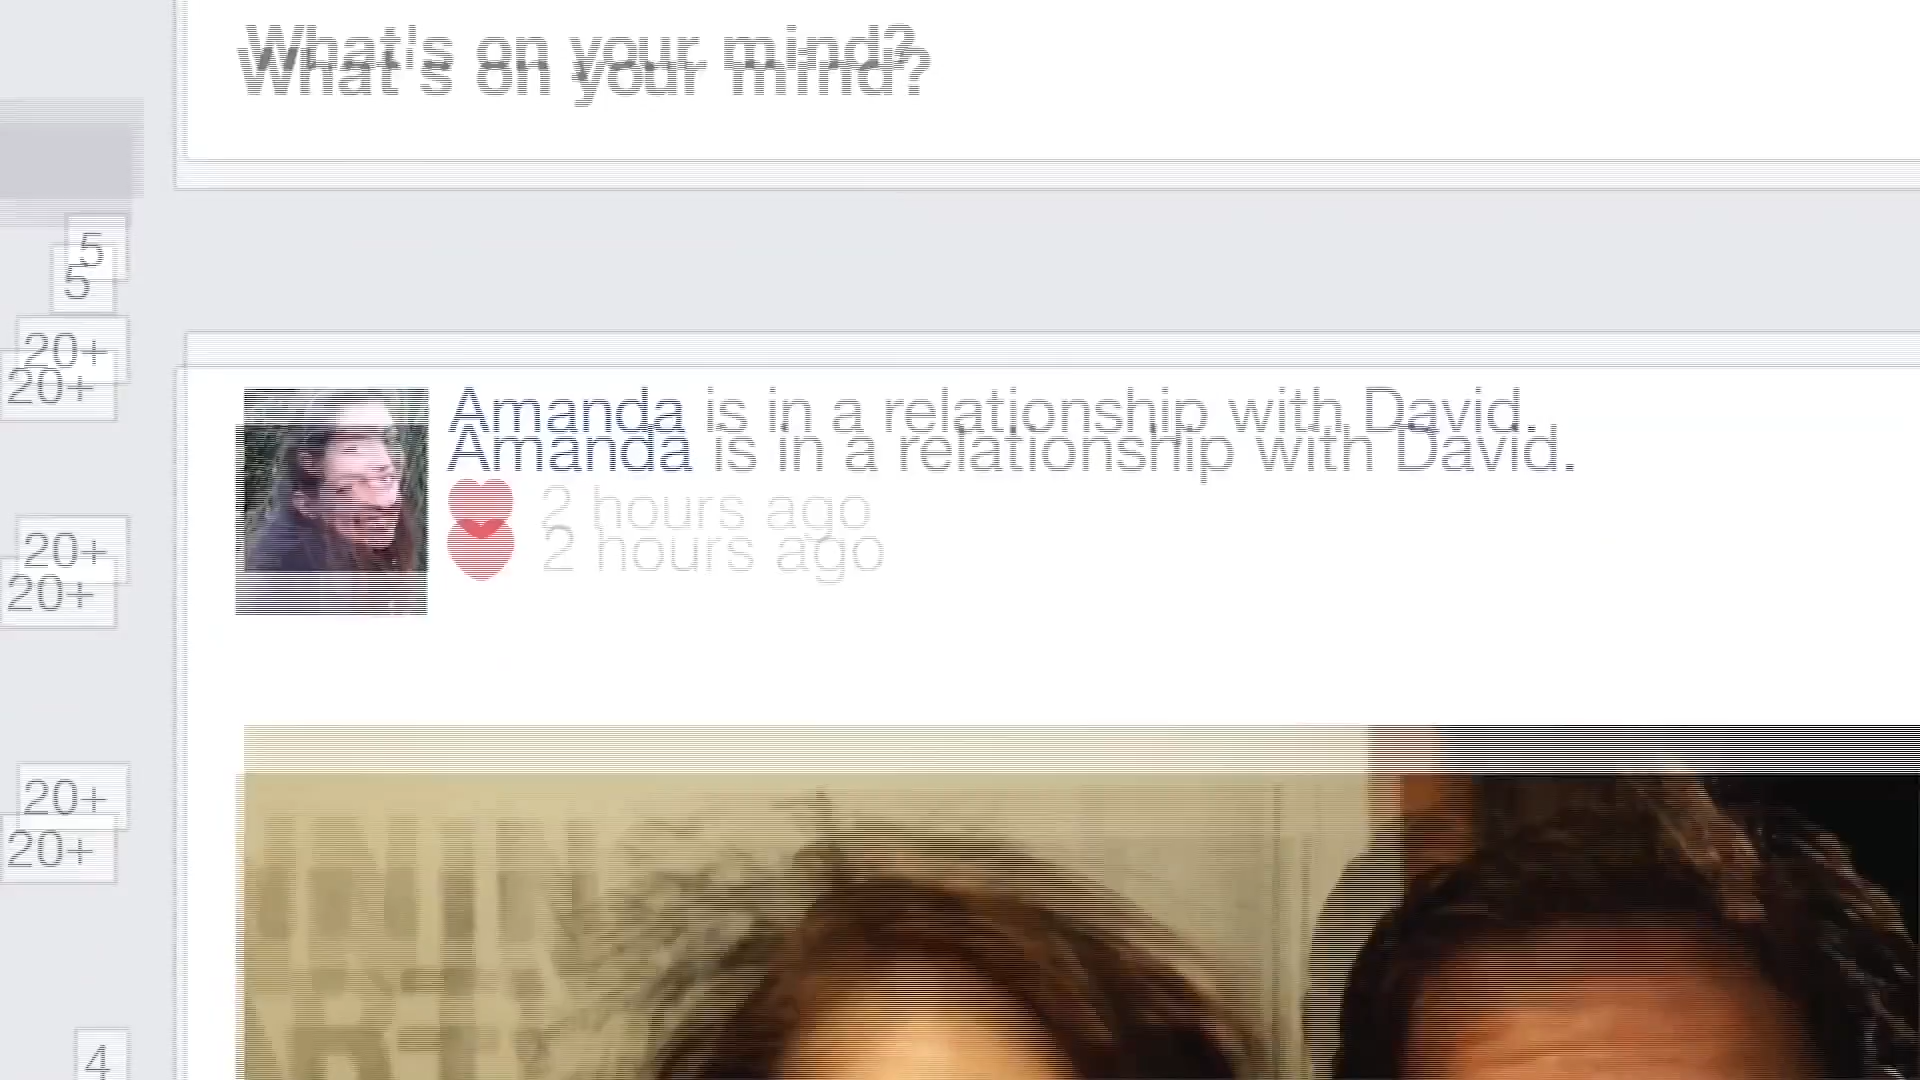 What's on your mind?
5
20+
Amanda is in a relationship with David.
2 hours ago
20+
20+
4